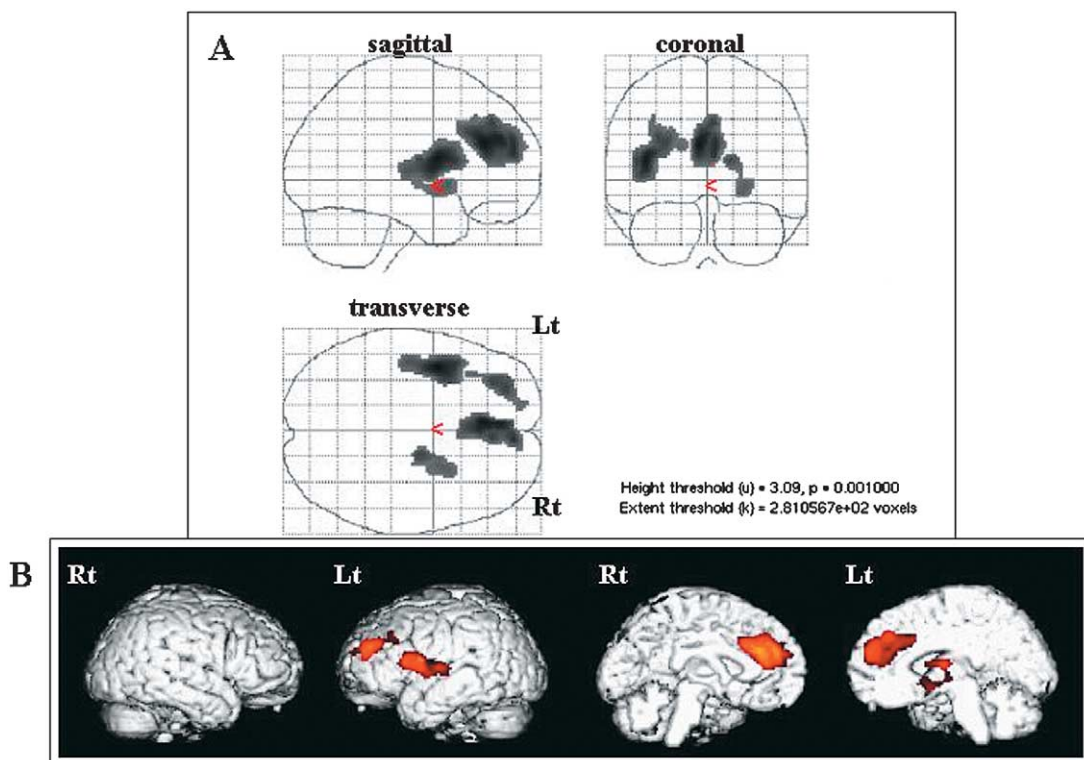 A
sagittal
coronal
transverse
Lt
Rt
Height threshold (u) = 3.09, p = 0.001000
Extent threshold (k) = 2.810567e+02 voxels
B
Rt
Lt
Rt
Lt